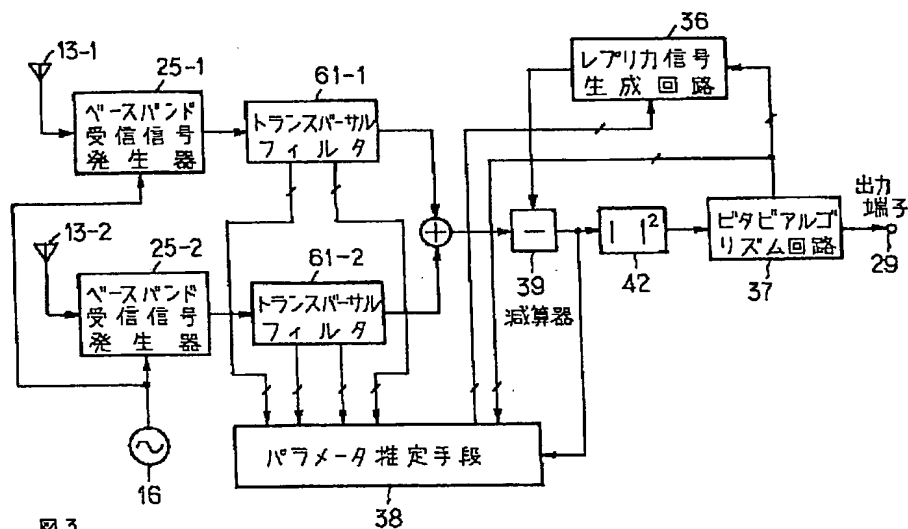 13-1
25-1
ベースバンド
受信信号
発生器
61-1
トランスバーサル
フィルタ
36
レプリカ信号
生成回路
13-2
25-2
ベースバンド
受信信号
発生器
61-2
トランスバーサル
フィルタ
+
−
39
減算器
| |²
42
ビタビアルゴ
リズム回路
37
出力
端子
29
16
パラメータ推定手段
38
図3